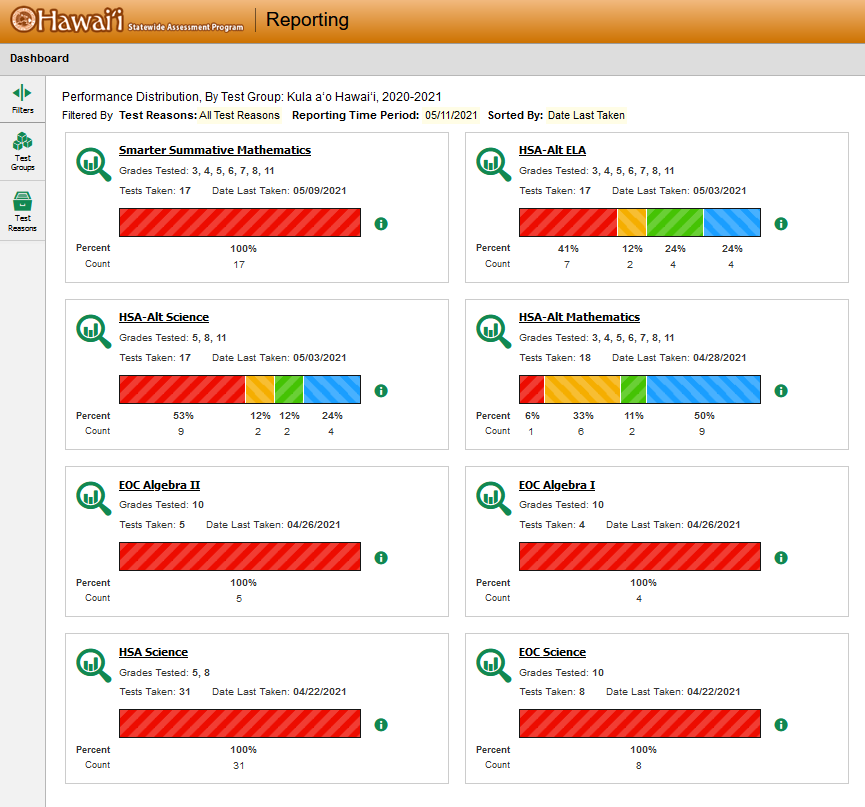 Hawai'i Statewide Assessment Program Reporting
Dashboard
Filters
Test
Groups
Test
Reasons
Performance Distribution, By Test Group: Kula aʻo Hawaiʻi, 2020-2021
Filtered By Test Reasons: All Test Reasons Reporting Time Period: 05/11/2021 Sorted By: Date Last Taken
Smarter Summative Mathematics
Grades Tested: 3, 4, 5, 6, 7, 8, 11
Tests Taken: 17 Date Last Taken: 05/09/2021
Percent 100%
Count 17
HSA-Alt ELA
Grades Tested: 3, 4, 5, 6, 7, 8, 11
Tests Taken: 17 Date Last Taken: 05/03/2021
Percent 41% 12% 24% 24%
Count 7 2 4 4
HSA-Alt Science
Grades Tested: 5, 8, 11
Tests Taken: 17 Date Last Taken: 05/03/2021
Percent 53% 12% 12% 24%
Count 9 2 2 4
HSA-Alt Mathematics
Grades Tested: 3, 4, 5, 6, 7, 8, 11
Tests Taken: 18 Date Last Taken: 04/28/2021
Percent 6% 33% 11% 50%
Count 1 6 2 9
EOC Algebra II
Grades Tested: 10
Tests Taken: 5 Date Last Taken: 04/26/2021
Percent 100%
Count 5
EOC Algebra I
Grades Tested: 10
Tests Taken: 4 Date Last Taken: 04/26/2021
Percent 100%
Count 4
HSA Science
Grades Tested: 5, 8
Tests Taken: 31 Date Last Taken: 04/22/2021
Percent 100%
Count 31
EOC Science
Grades Tested: 10
Tests Taken: 8 Date Last Taken: 04/22/2021
Percent 100%
Count 8